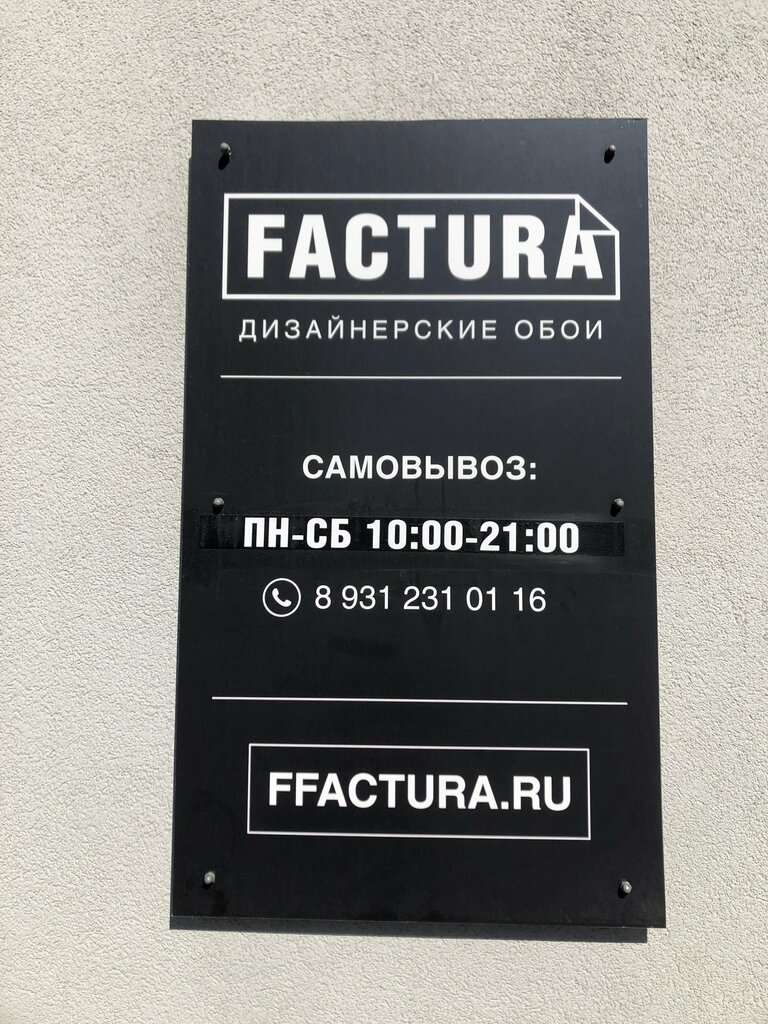 FACTURA
ДИЗАЙНЕРСКИЕ ОБОИ
САМОВЫВОЗ:
ПН-СБ 10:00-21:00
8 931 231 01 16
FFACTURA.RU